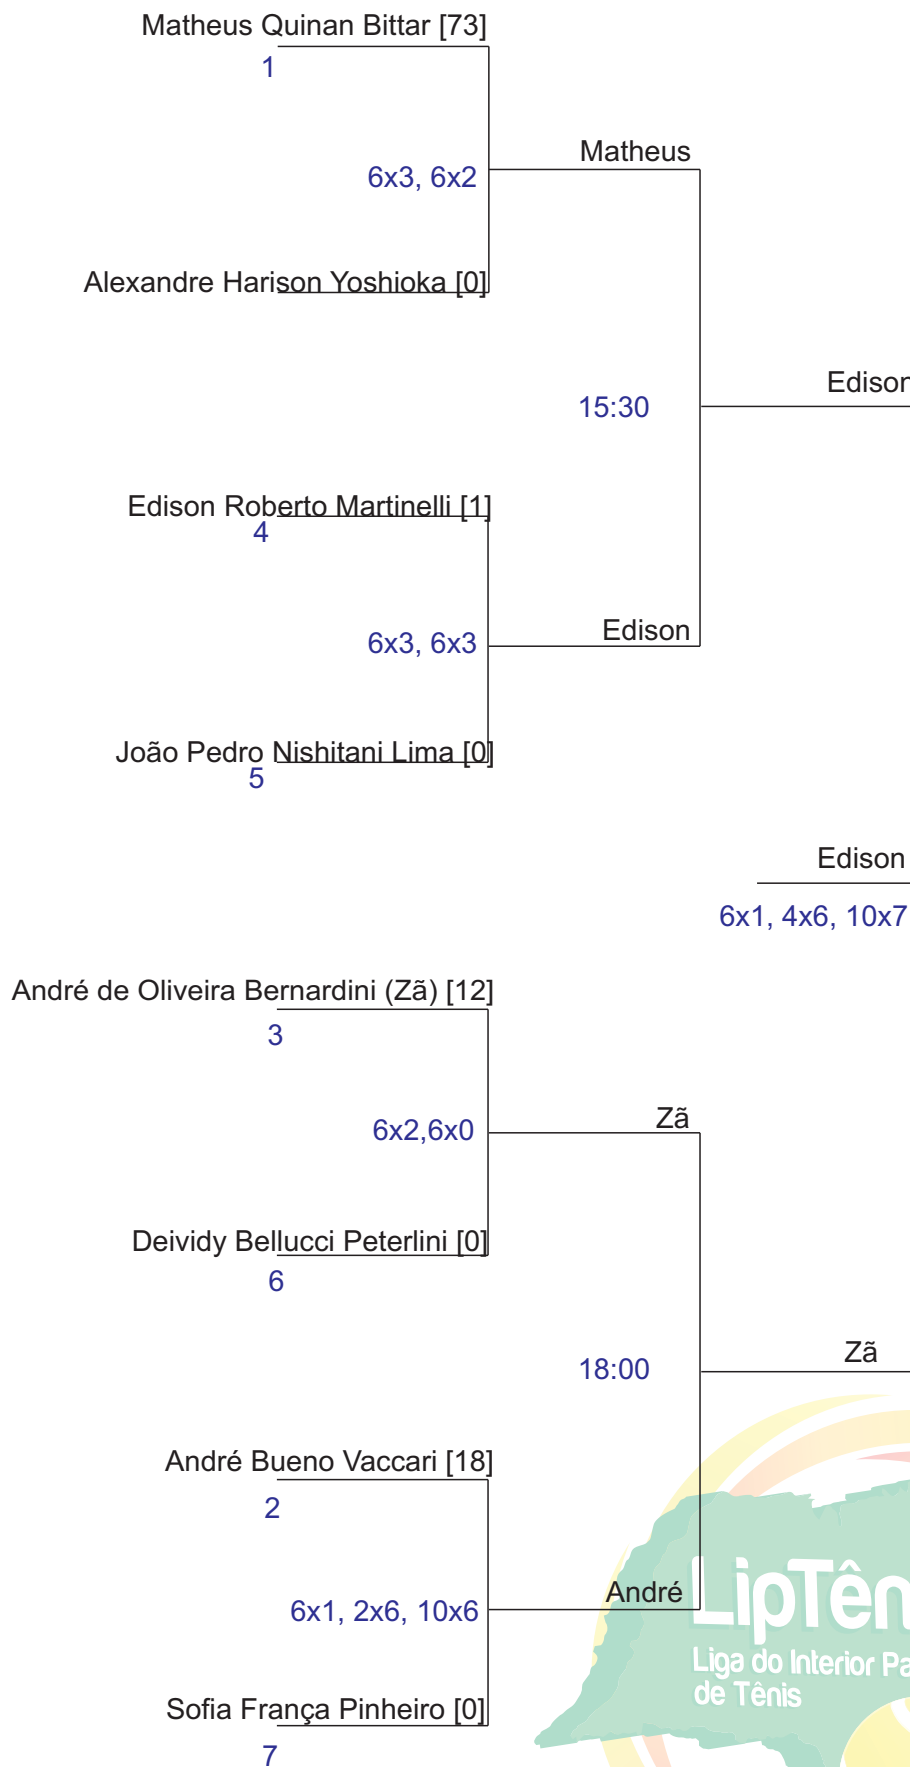 Matheus Quinan Bittar [73]
1
Matheus
6x3, 6x2
Alexandre Harison Yoshioka [0]
Edison
15:30
Edison Roberto Martinelli [1]
4
Edison
6x3, 6x3
João Pedro Nishitani Lima [0]
5
Edison
6x1, 4x6, 10x7
André de Oliveira Bernardini (Zã) [12]
3
Zã
6x2,6x0
Deividy Bellucci Peterlini [0]
6
Zã
18:00
André Bueno Vaccari [18]
2
André
6x1, 2x6, 10x6
LipTên
Liga do Interior Pa
de Tênis
Sofia França Pinheiro [0]
7